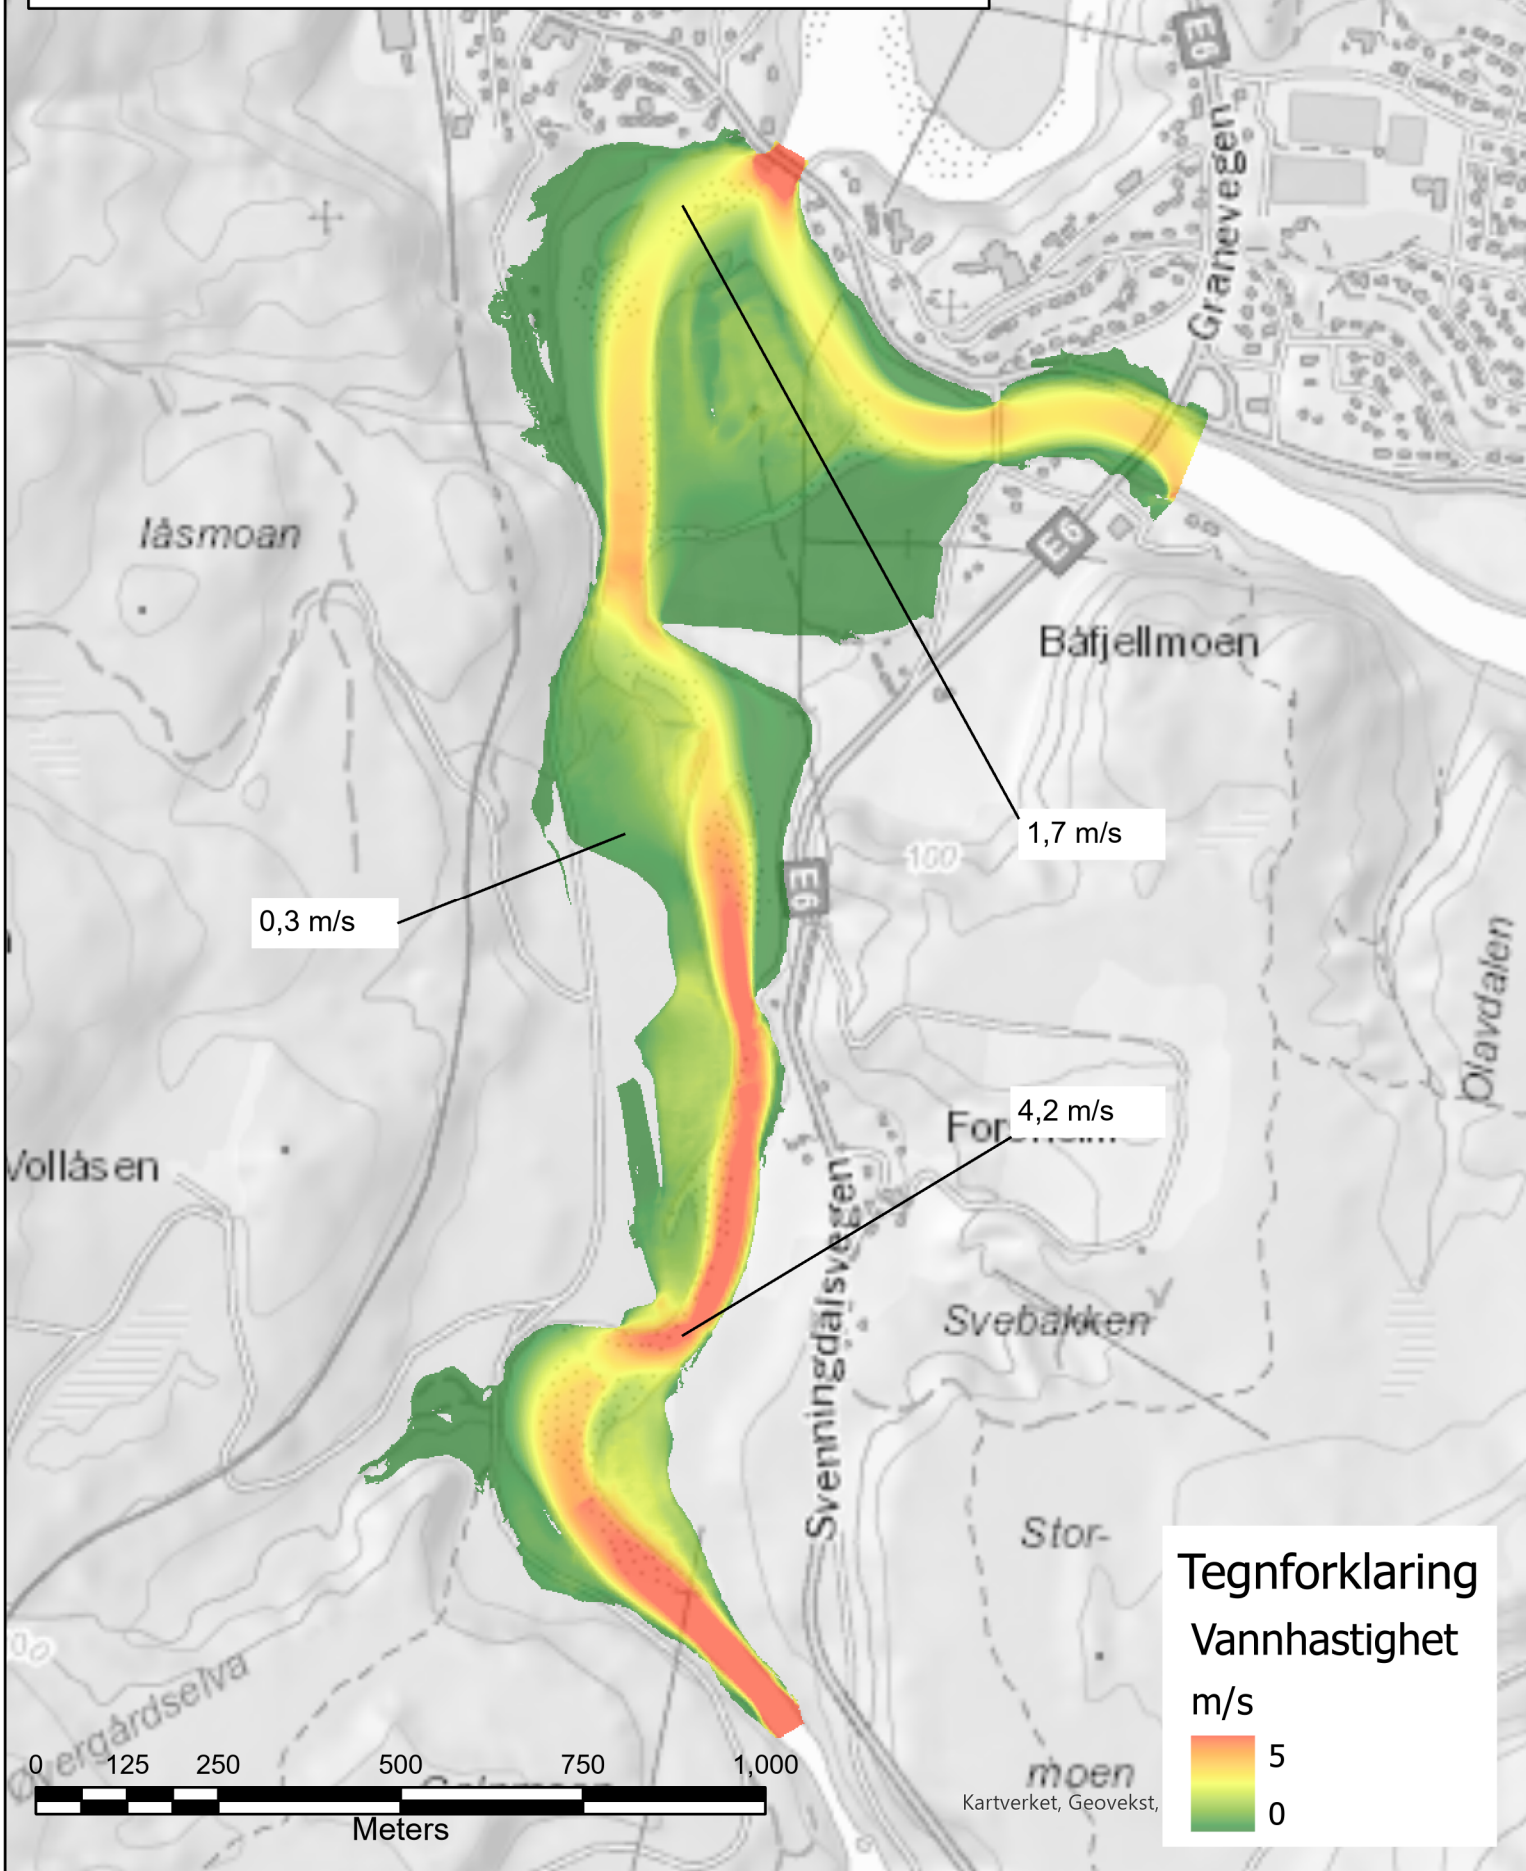 E6
Granevegen
låsmoan
E6
Båfjellmoen
1,7 m/s
100
E6
0,3 m/s
Olavdalen
4,2 m/s
Vollåsen
Svenningdalsvegen
Svebakken
Stor-
moen
Øvergårdselva
Tegnforklaring
Vannhastighet
m/s
5
0
0 125 250 500 750 1,000
Meters
Kartverket, Geovekst,